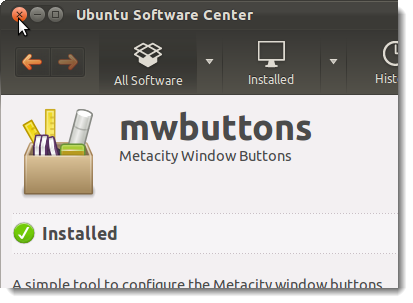 Ubuntu Software Center
All Software
Installed
Hist
mwbuttons
Metacity Window Buttons
Installed
A simple tool to configure the Metacity window buttons